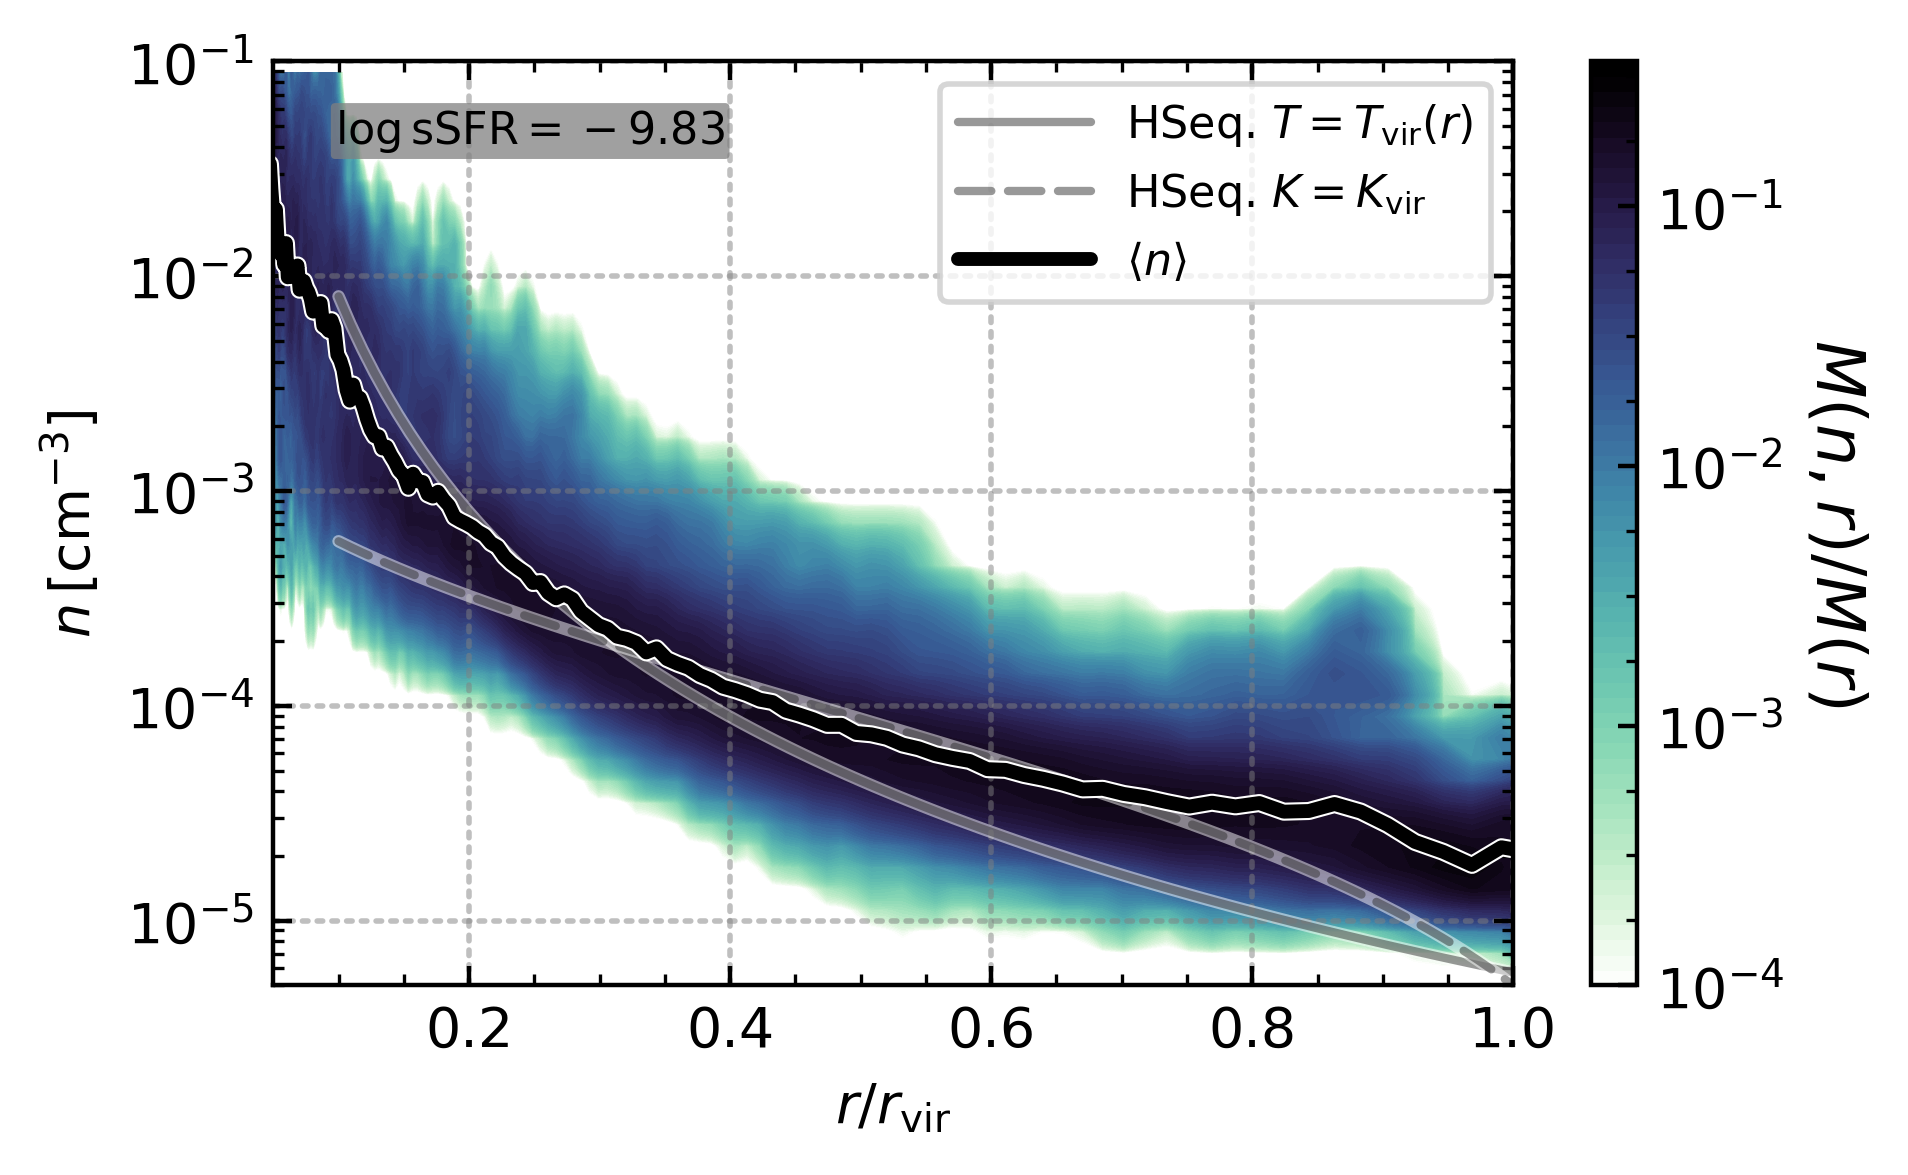 log sSFR = −9.83
HSeq. T = T_vir(r)
HSeq. K = K_vir
⟨n⟩
10⁻¹
10⁻²
10⁻³
10⁻⁴
10⁻⁵
n [cm⁻³]
0.2 0.4 0.6 0.8 1.0
r/r_vir
10⁻¹
10⁻²
10⁻³
10⁻⁴
M(n, r)/M(r)